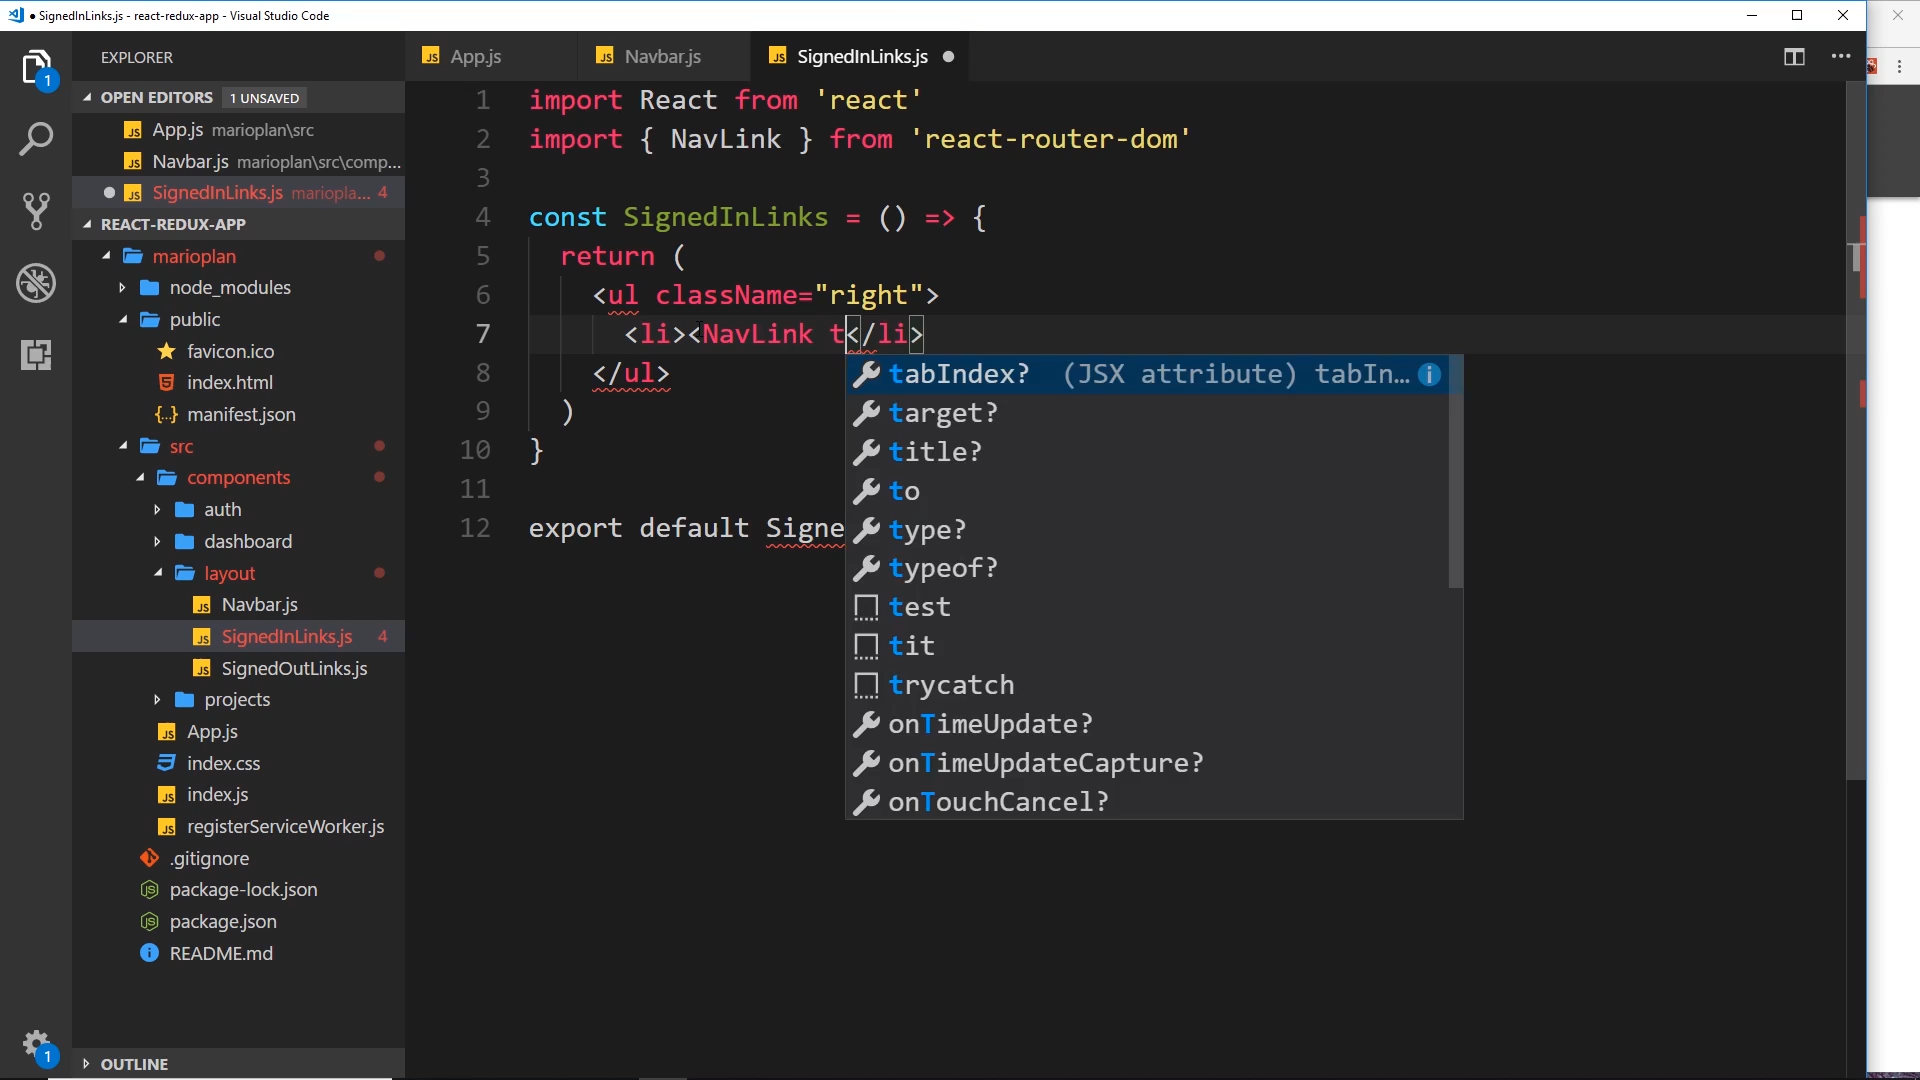 SignedInLinks.js - react-redux-app - Visual Studio Code
EXPLORER
OPEN EDITORS 1 UNSAVED
App.js marioplan\src
Navbar.js marioplan\src\comp...
SignedInLinks.js mariopla... 4
REACT-REDUX-APP
marioplan
node_modules
public
favicon.ico
index.html
manifest.json
src
components
auth
dashboard
layout
Navbar.js
SignedInLinks.js 4
SignedOutLinks.js
projects
App.js
index.css
index.js
registerServiceWorker.js
.gitignore
package-lock.json
package.json
README.md
OUTLINE
1
1
App.js Navbar.js SignedInLinks.js
1 import React from 'react'
2 import { NavLink } from 'react-router-dom'
3
4 const SignedInLinks = () => {
5 return (
6 <ul className="right">
7 <li><NavLink t</li>
8 </ul>
9 )
10 }
11
12 export default Signe
tabIndex? (JSX attribute) tabIn...
target?
title?
to
type?
typeof?
test
tit
trycatch
onTimeUpdate?
onTimeUpdateCapture?
onTouchCancel?